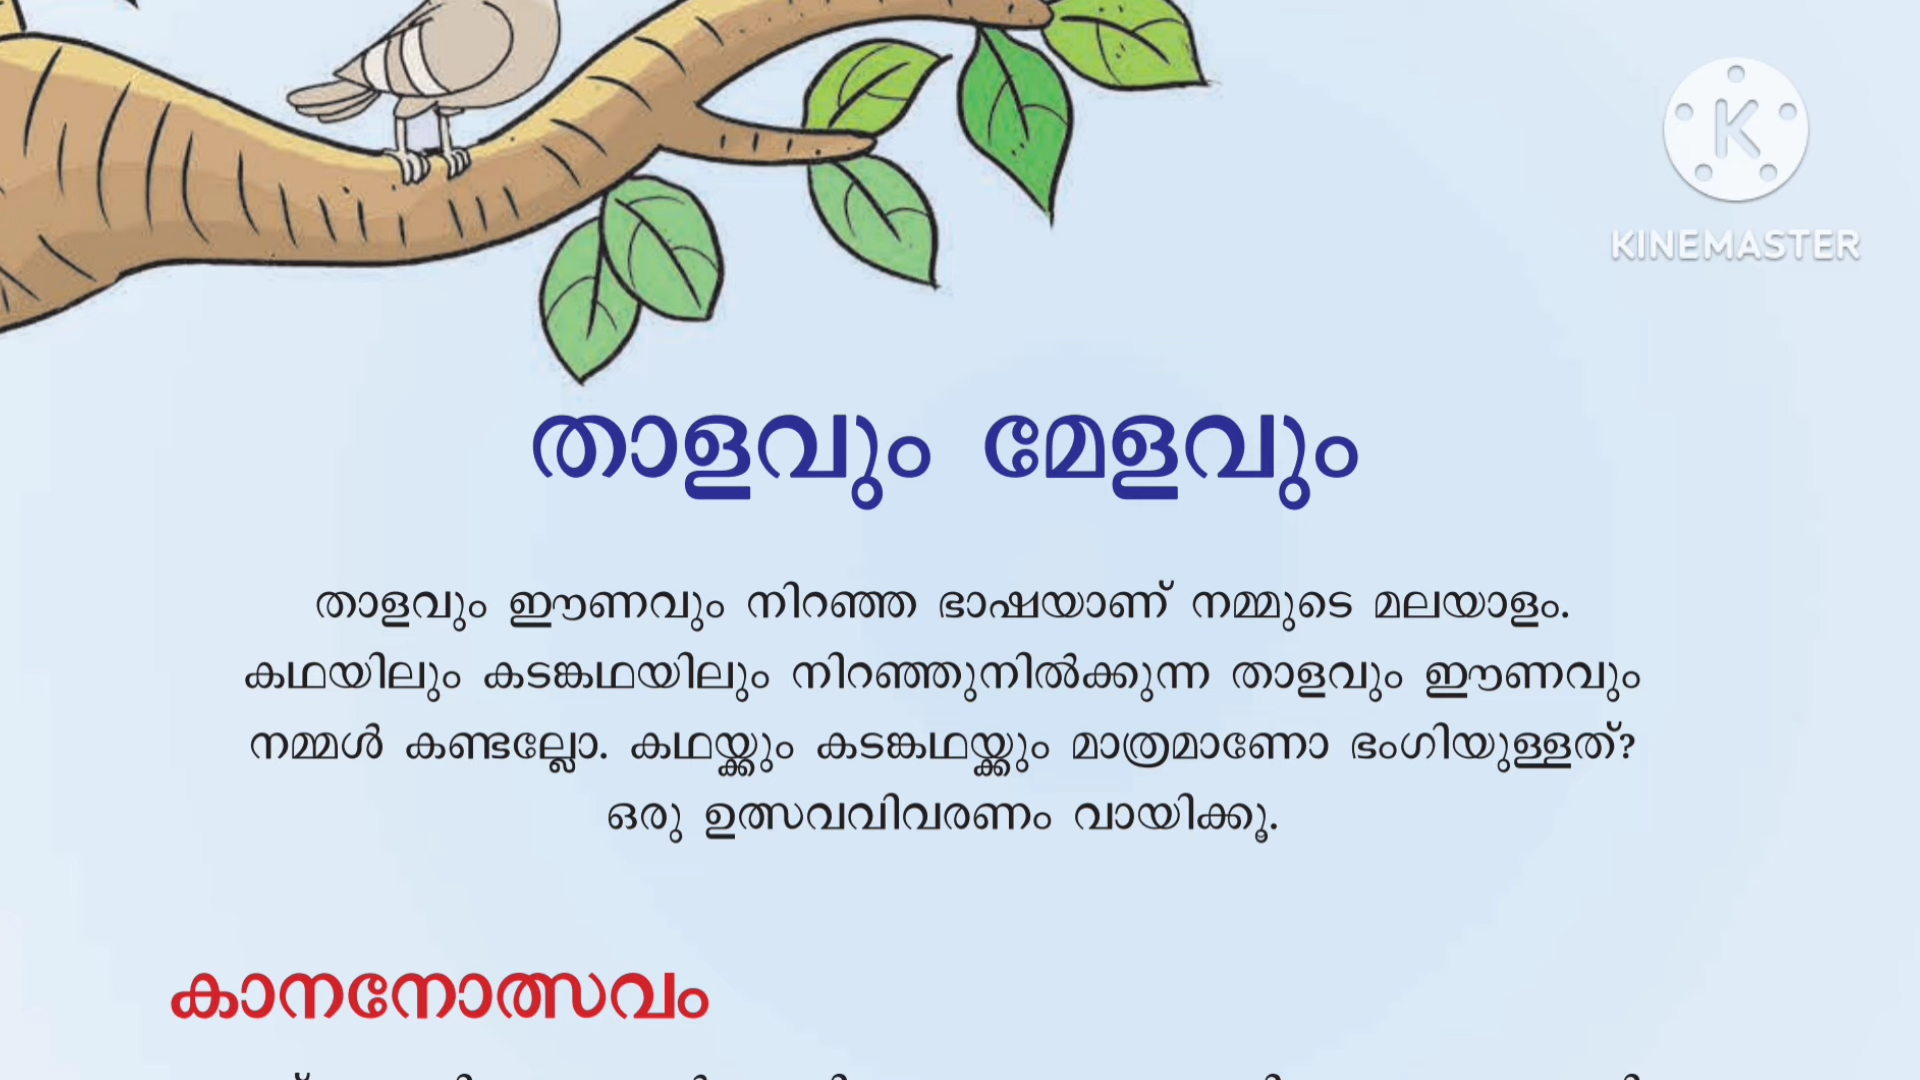 KINEMASTER
താളവും മേളവും
താളവും ഈണവും നിറഞ്ഞ ഭാഷയാണ് നമ്മുടെ മലയാളം.
കഥയിലും കടങ്കഥയിലും നിറഞ്ഞുനിൽക്കുന്ന താളവും ഈണവും
നമ്മൾ കണ്ടല്ലോ. കഥയ്ക്കും കടങ്കഥയ്ക്കും മാത്രമാണോ ഭംഗിയുള്ളത്?
ഒരു ഉത്സവവിവരണം വായിക്കൂ.
കാനനോത്സവം